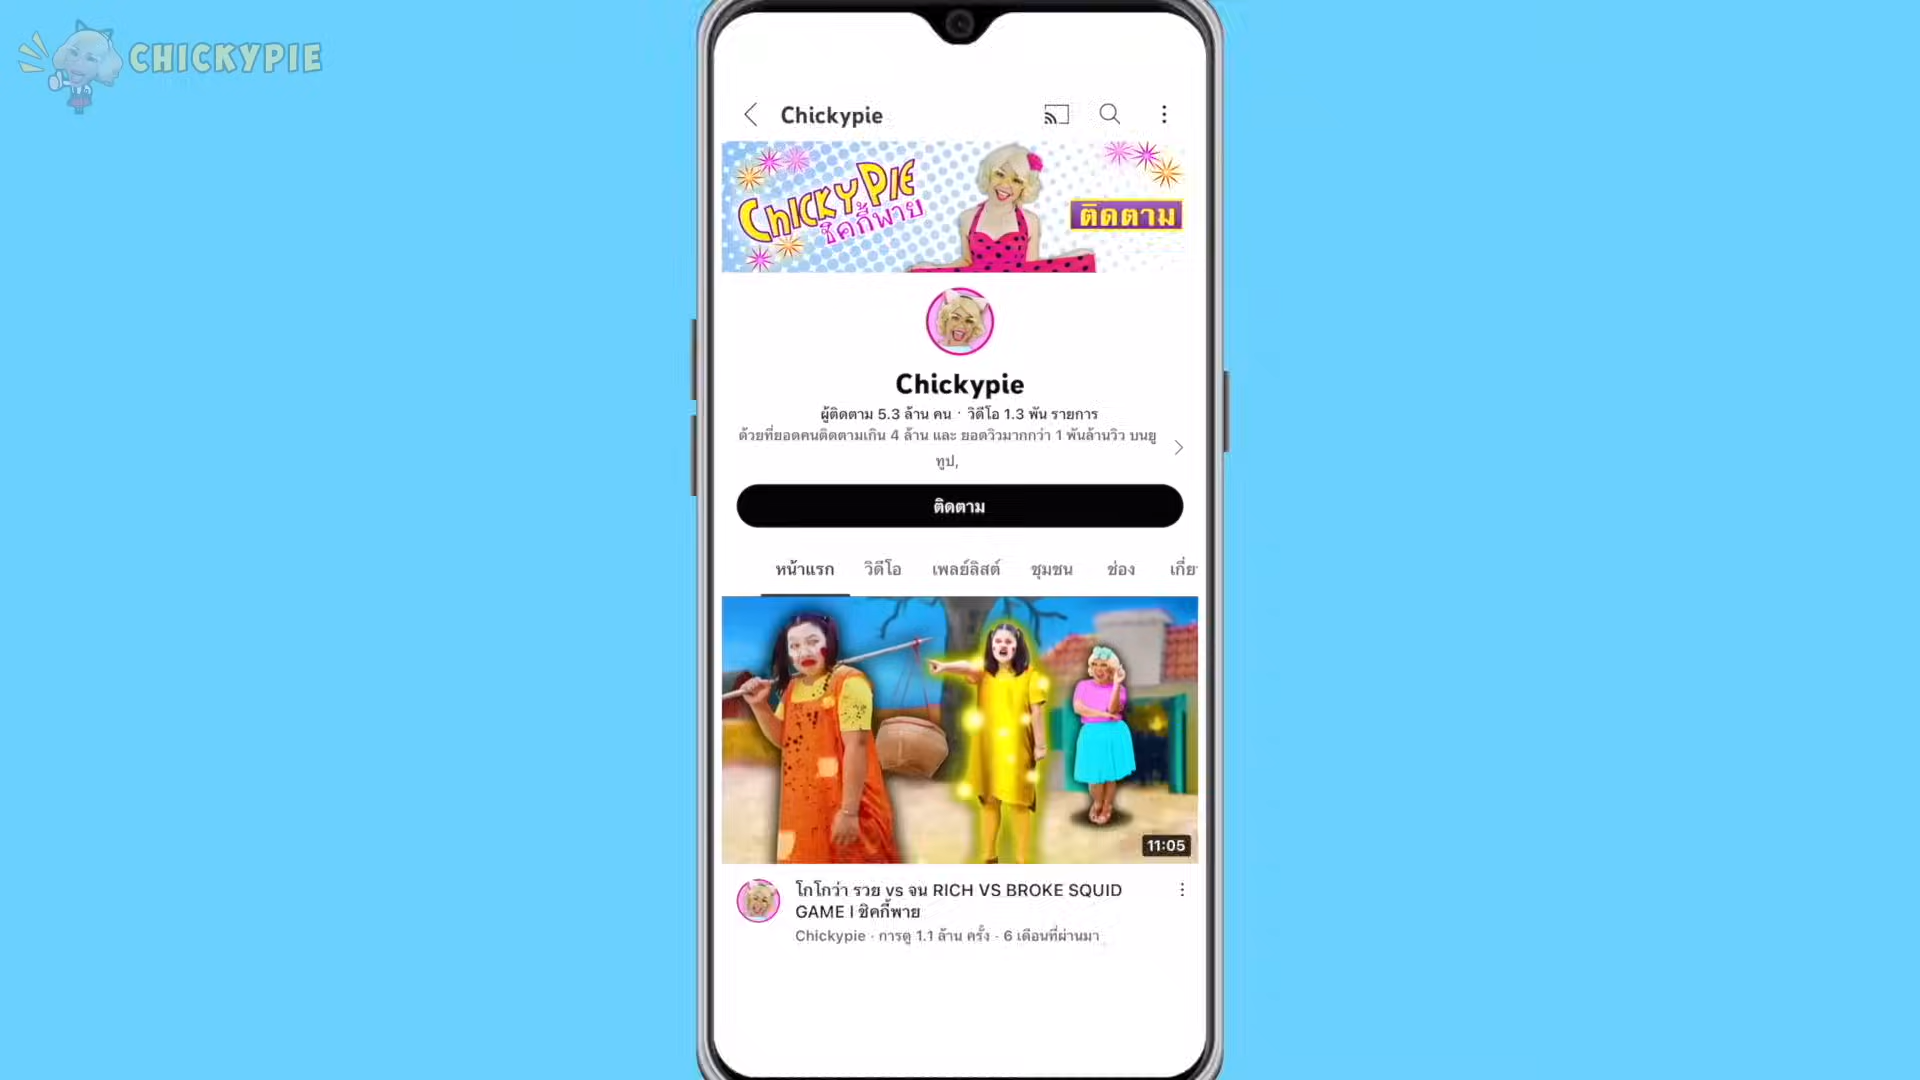 CHICKYPIE
Chickypie
CHICKYPIE
ชิคกี้พาย
ติดตาม
Chickypie
ผู้ติดตาม 5.3 ล้าน คน · วิดีโอ 1.3 พัน รายการ
ด้วยที่ยอดคนติดตามเกิน 4 ล้าน และ ยอดวิวมากกว่า 1 พันล้านวิว บนยู
ทูป,
ติดตาม
หน้าแรก วิดีโอ เพลย์ลิสต์ ชุมชน ช่อง เกี่ย
11:05
โกโกว่า รวย vs จน RICH VS BROKE SQUID
GAME l ชิคกี้พาย
Chickypie · การดู 1.1 ล้าน ครั้ง · 6 เดือนที่ผ่านมา